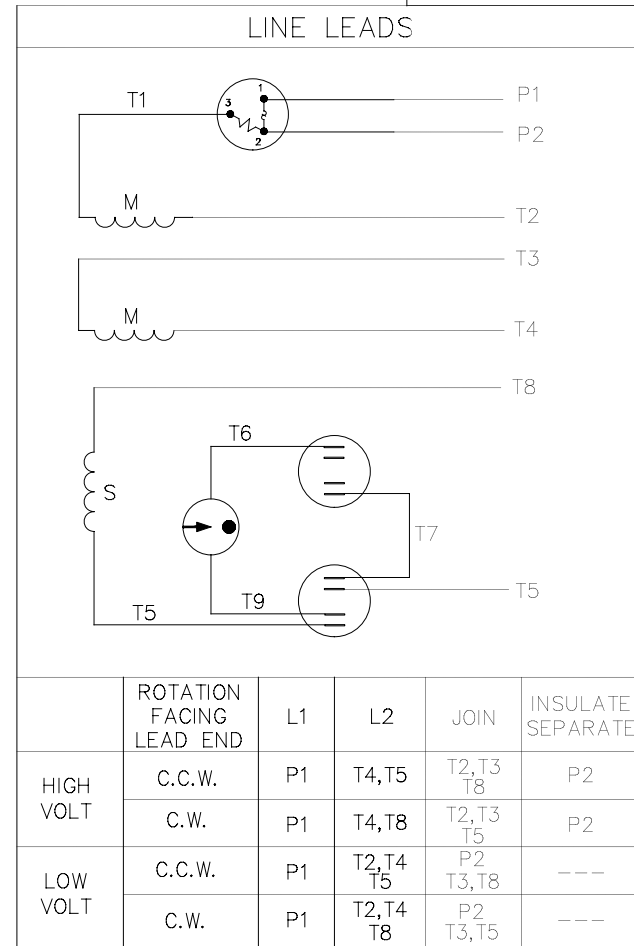 LINE LEADS
T1
1
3
2
P1
P2
M
T2
T3
M
T4
T8
T6
S
T7
T5
T9
T5
ROTATION
FACING
LEAD END
L1
L2
JOIN
INSULATE
SEPARATE
HIGH
VOLT
C.C.W.
P1
T4,T5
T2,T3
T8
P2
C.W.
P1
T4,T8
T2,T3
T5
P2
LOW
VOLT
C.C.W.
P1
T2,T4
T5
P2
T3,T8
---
C.W.
P1
T2,T4
T8
P2
T3,T5
---